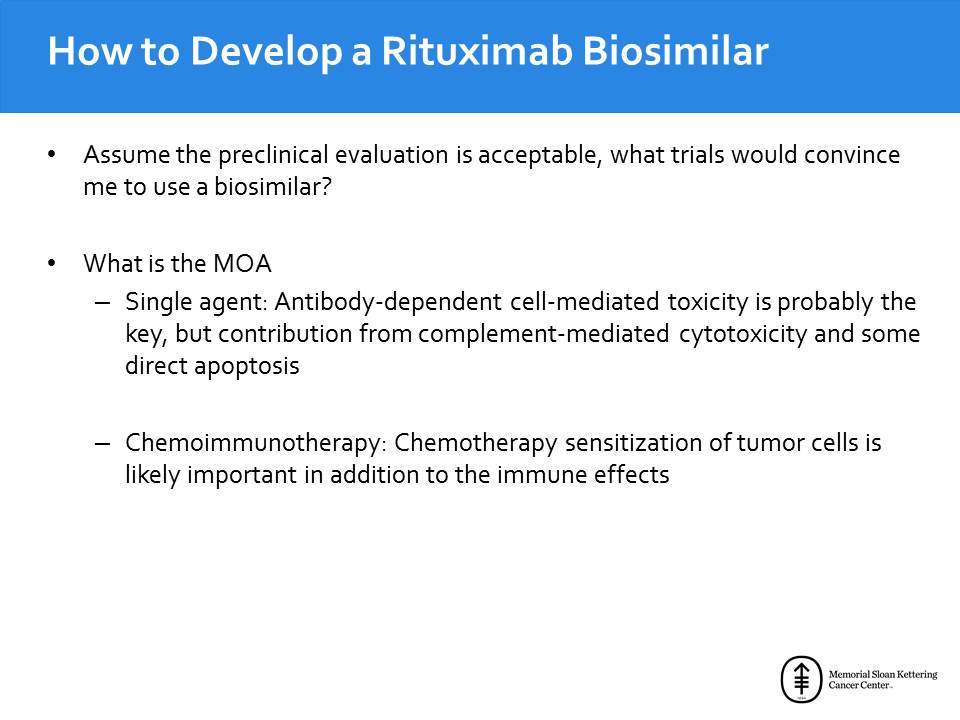 How to Develop a Rituximab Biosimilar
• Assume the preclinical evaluation is acceptable, what trials would convince
me to use a biosimilar?
• What is the MOA
– Single agent: Antibody-dependent cell-mediated toxicity is probably the
key, but contribution from complement-mediated cytotoxicity and some
direct apoptosis
– Chemoimmunotherapy: Chemotherapy sensitization of tumor cells is
likely important in addition to the immune effects
Memorial Sloan Kettering
Cancer Center